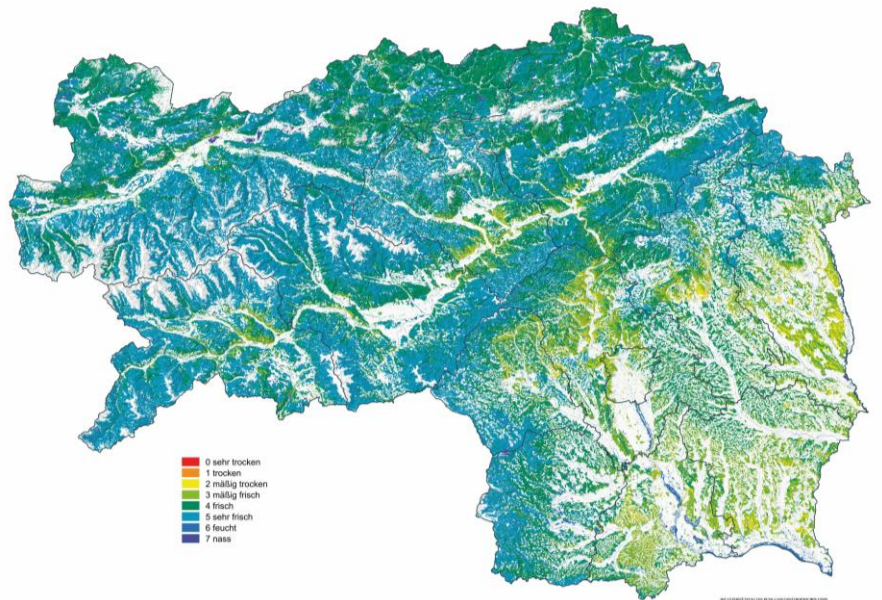 0 sehr trocken
1 trocken
2 mäßig trocken
3 mäßig frisch
4 frisch
5 sehr frisch
6 feucht
7 nass